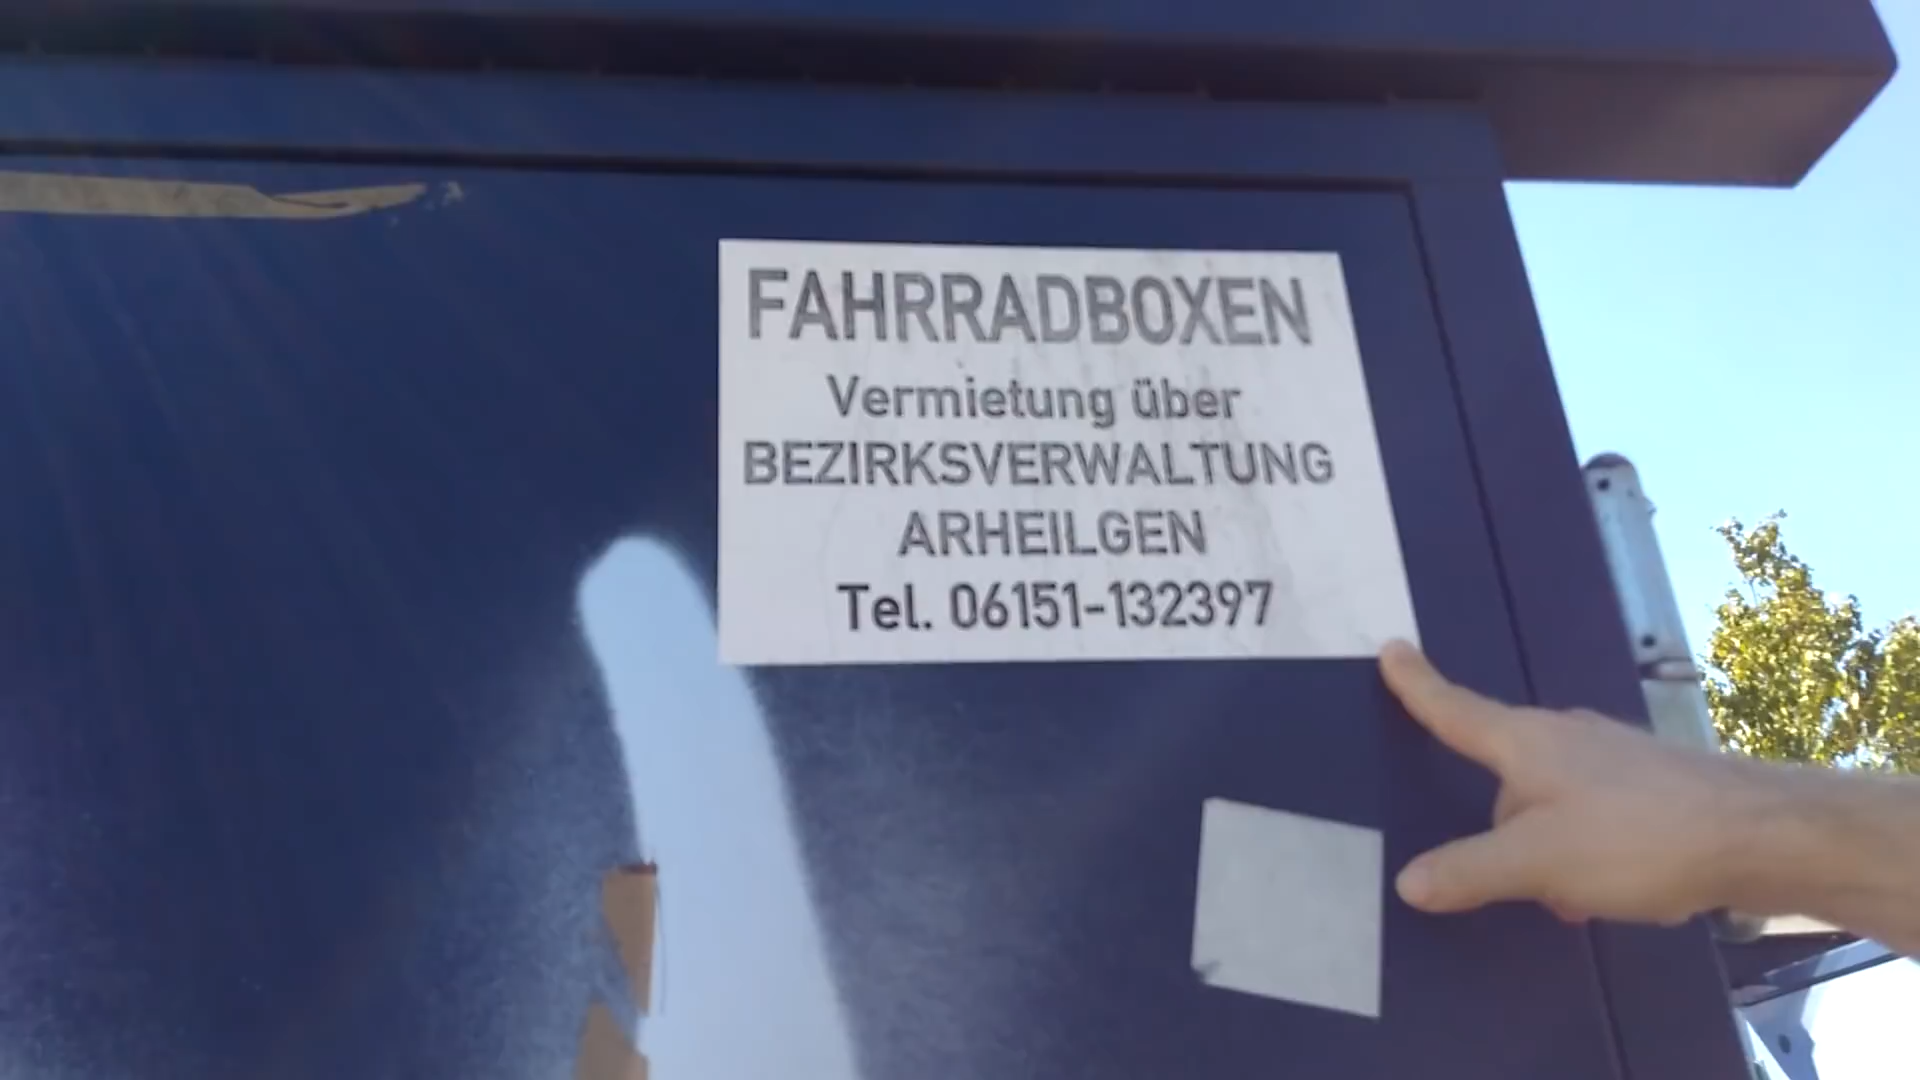 FAHRRADBOXEN
Vermietung über
BEZIRKSVERWALTUNG
ARHEILGEN
Tel. 06151-132397